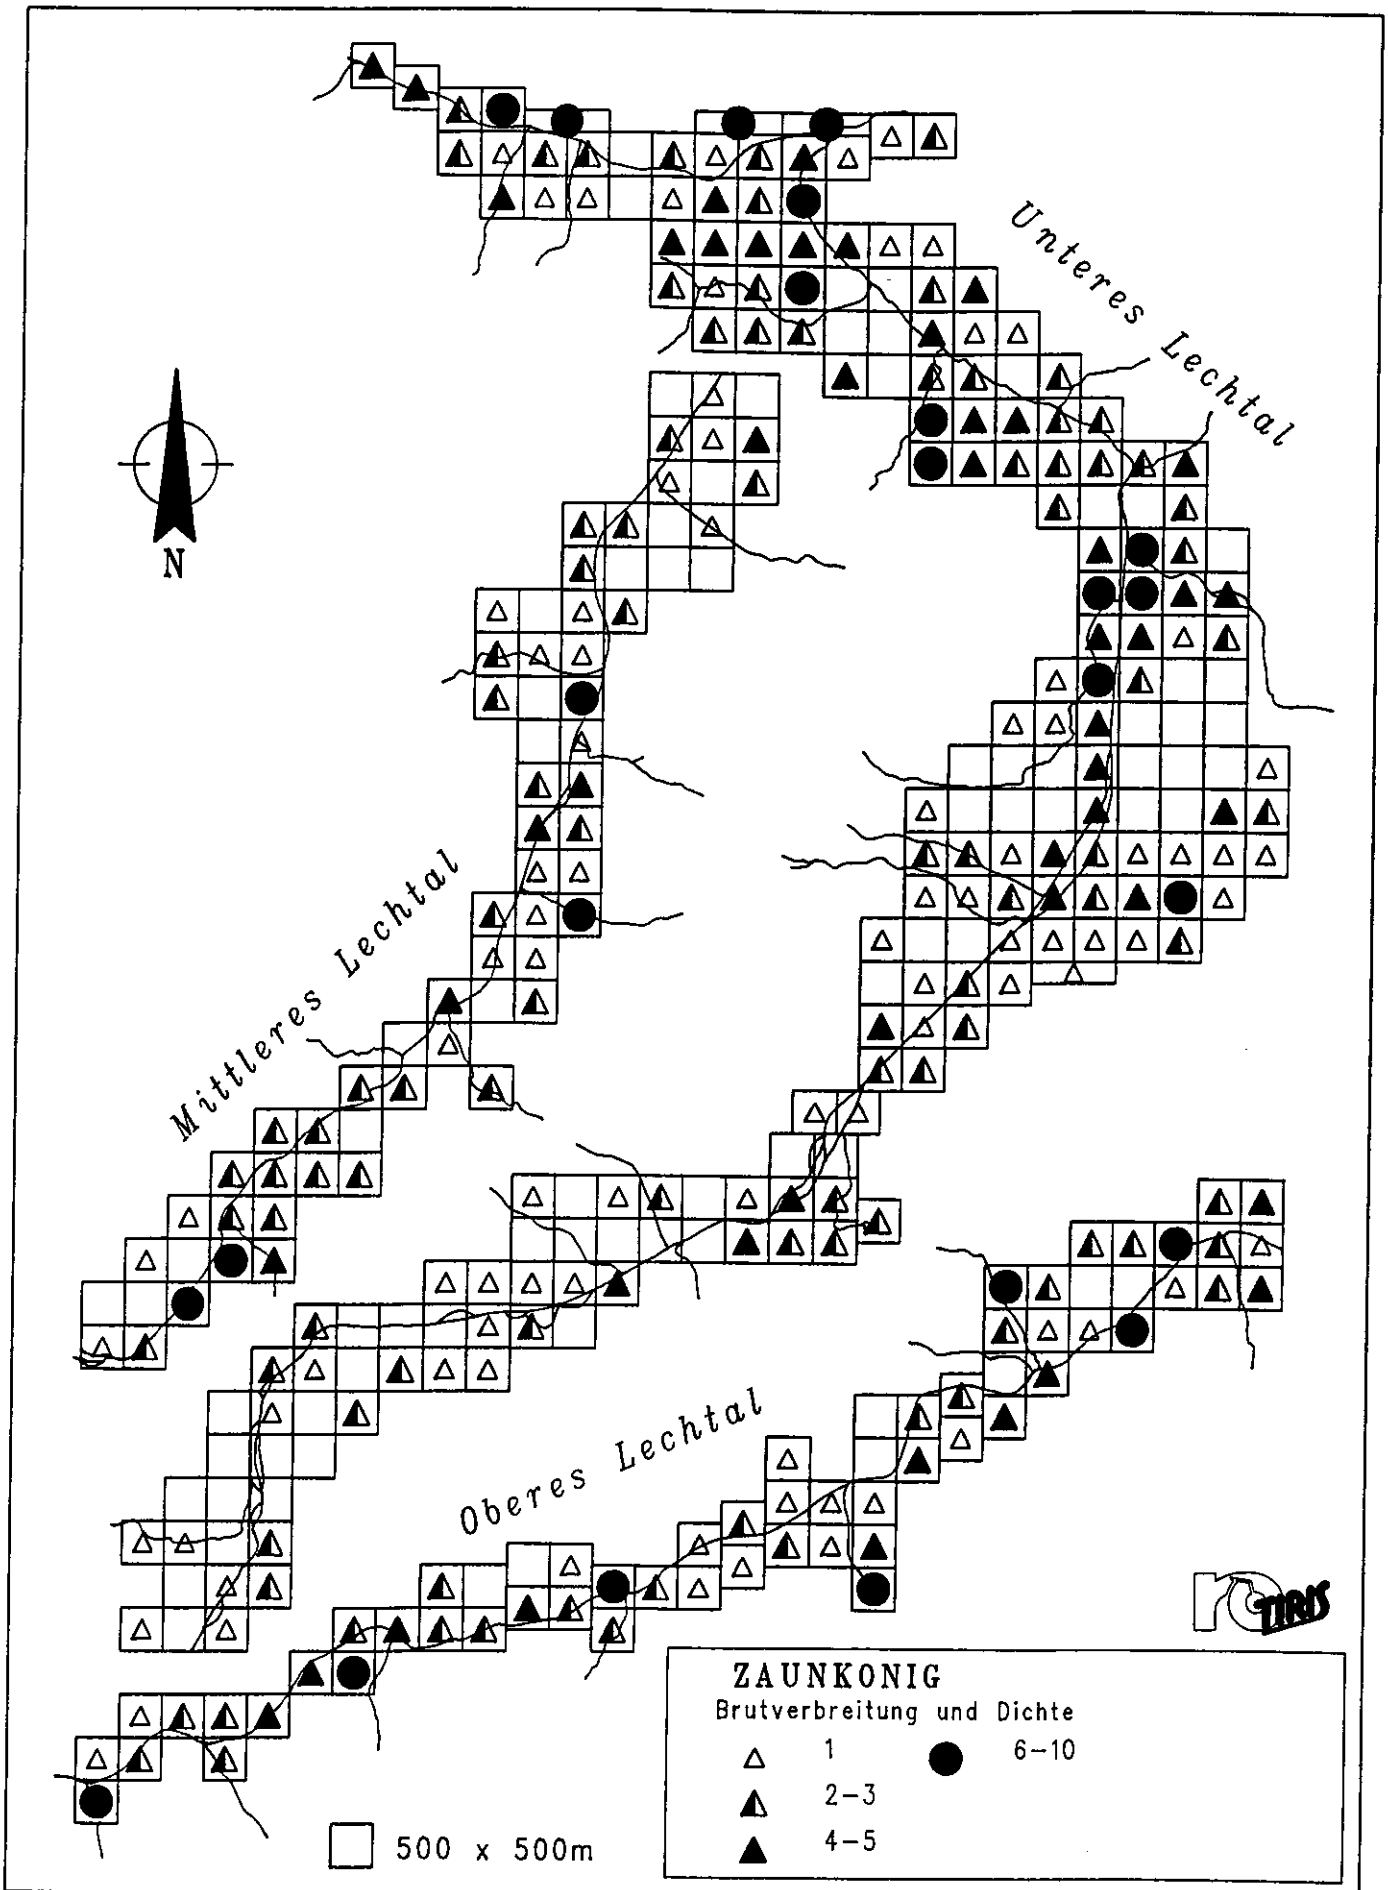 Unteres Lechtal
N
Mittleres Lechtal
Oberes Lechtal
TIRIS
ZAUNKONIG
Brutverbreitung und Dichte
1 6-10
2-3
4-5
500 x 500m